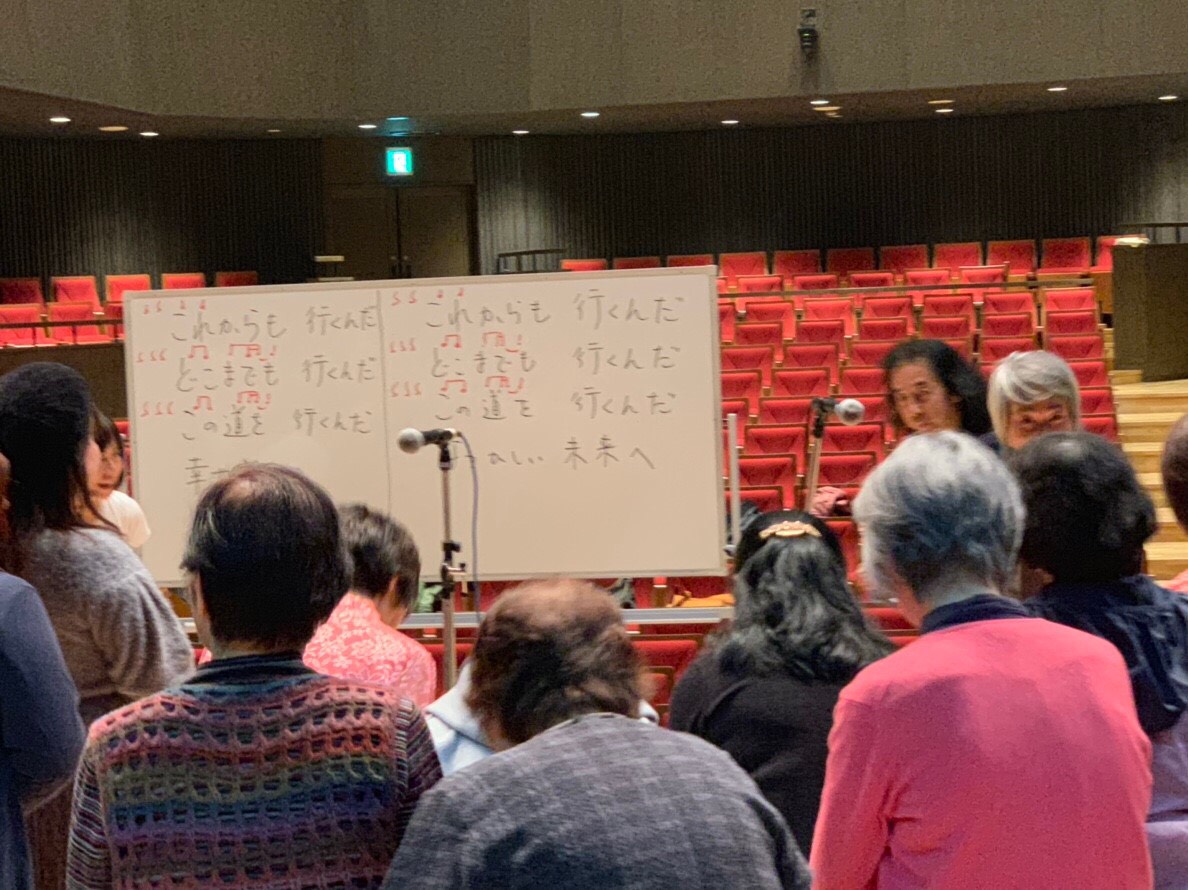 これからも 行くんだ
どこまでも 行くんだ
この道を 行くんだ
幸
これからも 行くんだ
どこまでも 行くんだ
この道を 行くんだ
未来へ